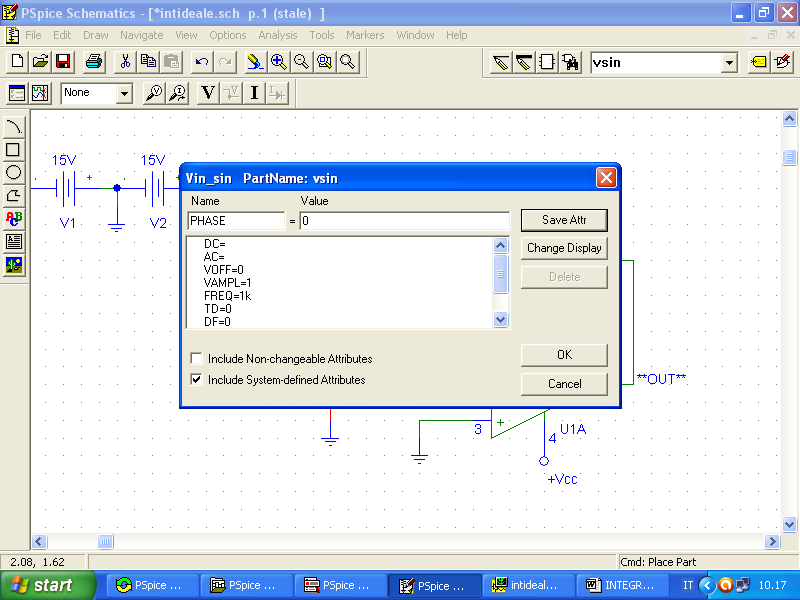 PSpice Schematics - [*intideale.sch p.1 (stale) ]
File Edit Draw Navigate View Options Analysis Tools Markers Window Help
vsin
None
V
I
15V 15V
V1 V2
Vin_sin PartName: vsin
Name Value
PHASE = 0
Save Attr
Change Display
Delete
DC=
AC=
VOFF=0
VAMPL=1
FREQ=1k
TD=0
DF=0
Include Non-changeable Attributes
Include System-defined Attributes
OK
Cancel
**OUT**
3 + U1A
4
+Vcc
2.08, 1.62 Cmd: Place Part
start PSpice ... PSpice ... PSpice ... PSpice ... intideal... INTEGR... IT 10.17